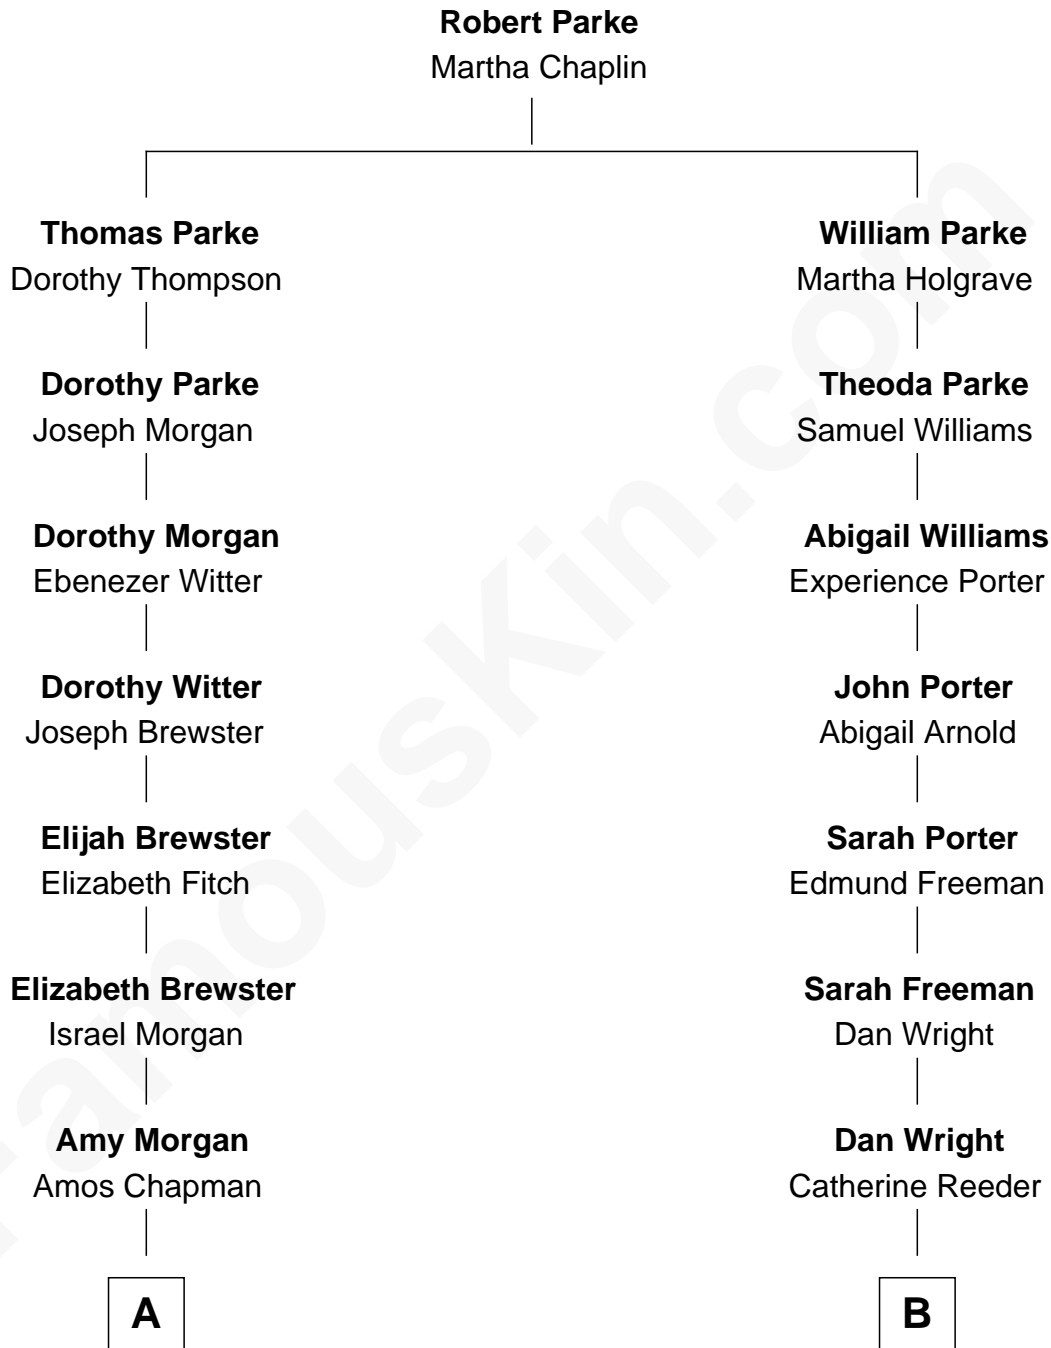 Robert Parke
Martha Chaplin
Thomas Parke
Dorothy Thompson
William Parke
Martha Holgrave
Dorothy Parke
Joseph Morgan
Theoda Parke
Samuel Williams
Dorothy Morgan
Ebenezer Witter
Abigail Williams
Experience Porter
Dorothy Witter
Joseph Brewster
John Porter
Abigail Arnold
Elijah Brewster
Elizabeth Fitch
Sarah Porter
Edmund Freeman
Elizabeth Brewster
Israel Morgan
Sarah Freeman
Dan Wright
Amy Morgan
Amos Chapman
Dan Wright
Catherine Reeder
A
B
FamousKin.com